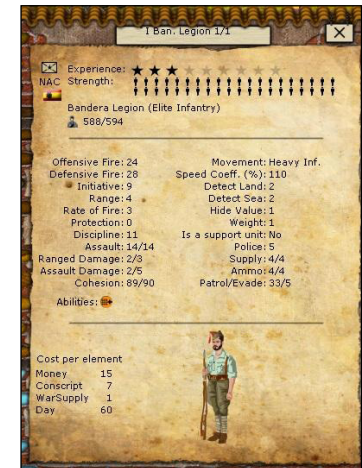 1 Ban. Legion 1/1
X
Experience:
NAC Strength:
Bandera Legion (Elite Infantry)
588/594
Offensive Fire: 24 Movement: Heavy Inf.
Defensive Fire: 28 Speed Coeff. (%): 110
Initiative: 9 Detect Land: 2
Range: 4 Detect Sea: 2
Rate of Fire: 3 Hide Value: 1
Protection: 0 Weight: 1
Discipline: 11 Is a support unit: No
Assault: 14/14 Police: 5
Ranged Damage: 2/3 Supply: 4/4
Assault Damage: 2/5 Ammo: 4/4
Cohesion: 89/90 Patrol/Evade: 33/5
Abilities:
Cost per element
Money 15
Conscript 7
WarSupply 1
Day 60